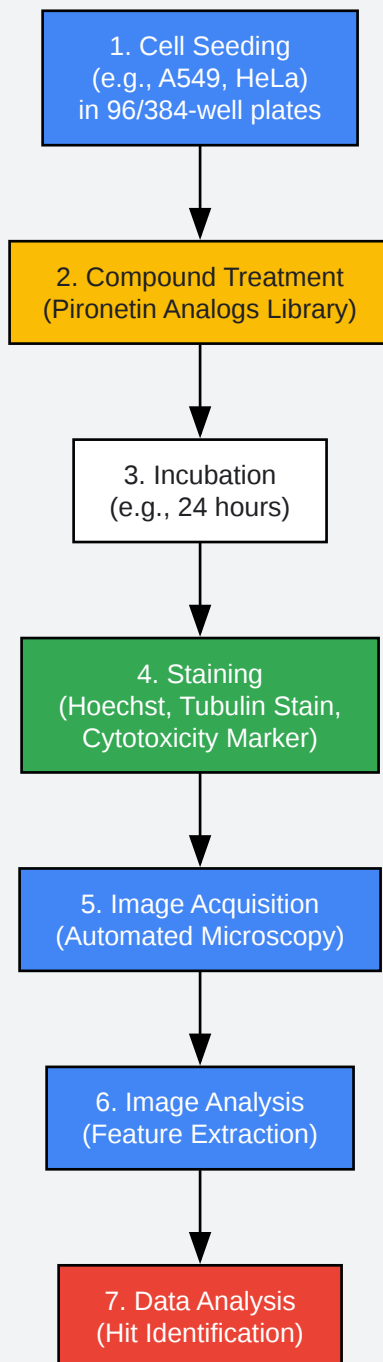 1. Cell Seeding
(e.g., A549, HeLa)
in 96/384-well plates
2. Compound Treatment
(Pironetin Analogs Library)
3. Incubation
(e.g., 24 hours)
4. Staining
(Hoechst, Tubulin Stain,
Cytotoxicity Marker)
5. Image Acquisition
(Automated Microscopy)
6. Image Analysis
(Feature Extraction)
7. Data Analysis
(Hit Identification)